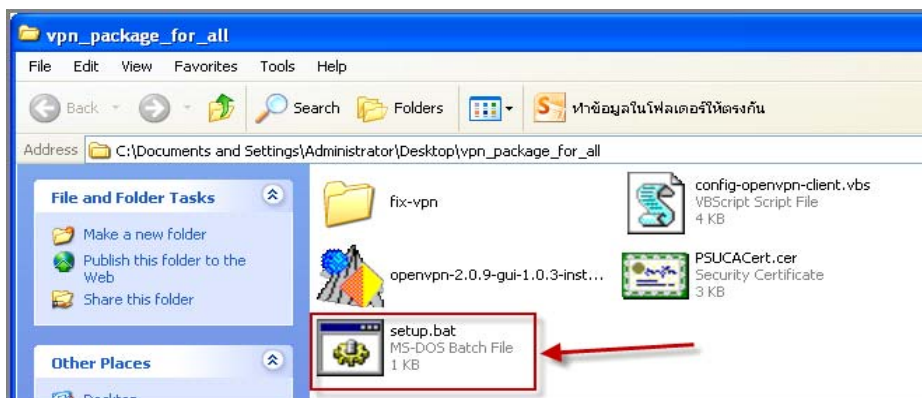 vpn_package_for_all
File Edit View Favorites Tools Help
Back Search Folders ทำข้อมูลในโฟลเดอร์ให้ตรงกัน
Address C:\Documents and Settings\Administrator\Desktop\vpn_package_for_all
File and Folder Tasks
Make a new folder
Publish this folder to the
Web
Share this folder
Other Places
Desktop
fix-vpn
config-openvpn-client.vbs
VBScript Script File
4 KB
openvpn-2.0.9-gui-1.0.3-inst...
PSUCACert.cer
Security Certificate
3 KB
setup.bat
MS-DOS Batch File
1 KB